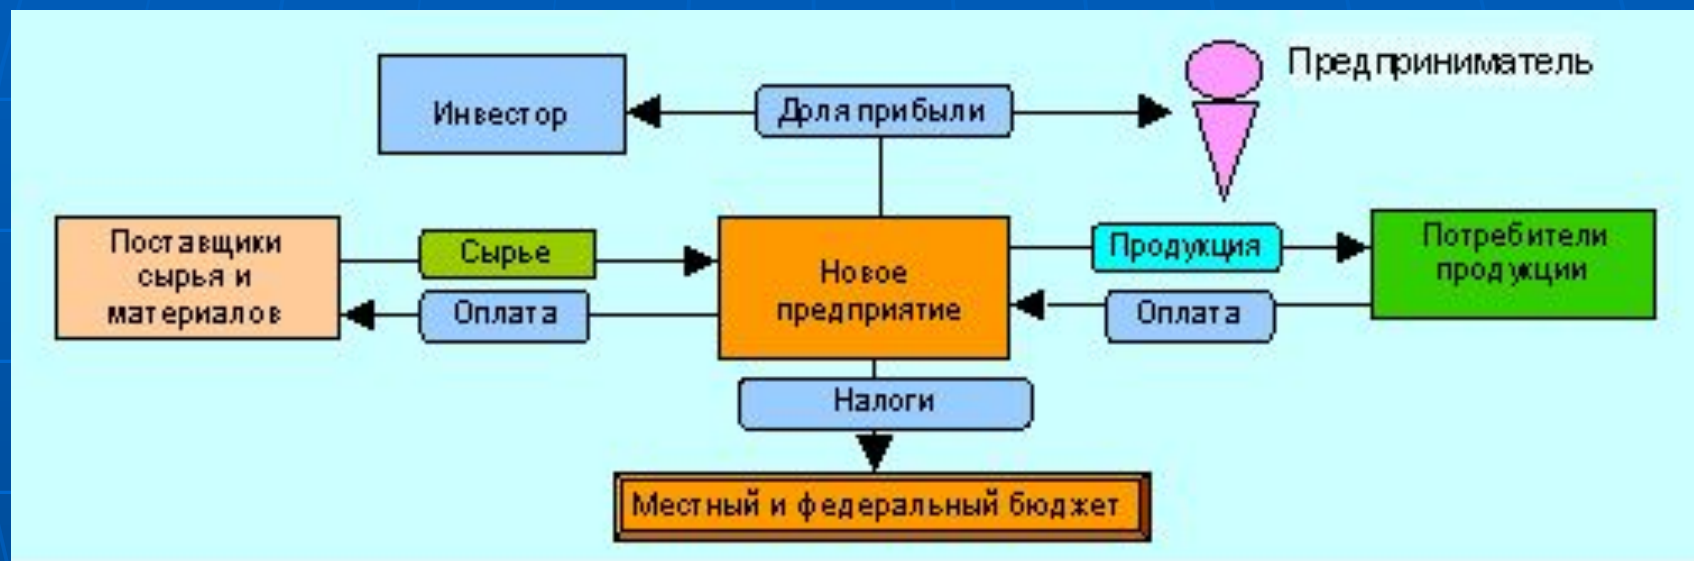 Предприниматель
Инвестор
Доля прибыли
Поставщики
сырья и
материалов
Сырье
Оплата
Новое
предприятие
Продукция
Оплата
Потребители
продукции
Налоги
Местный и федеральный бюджет